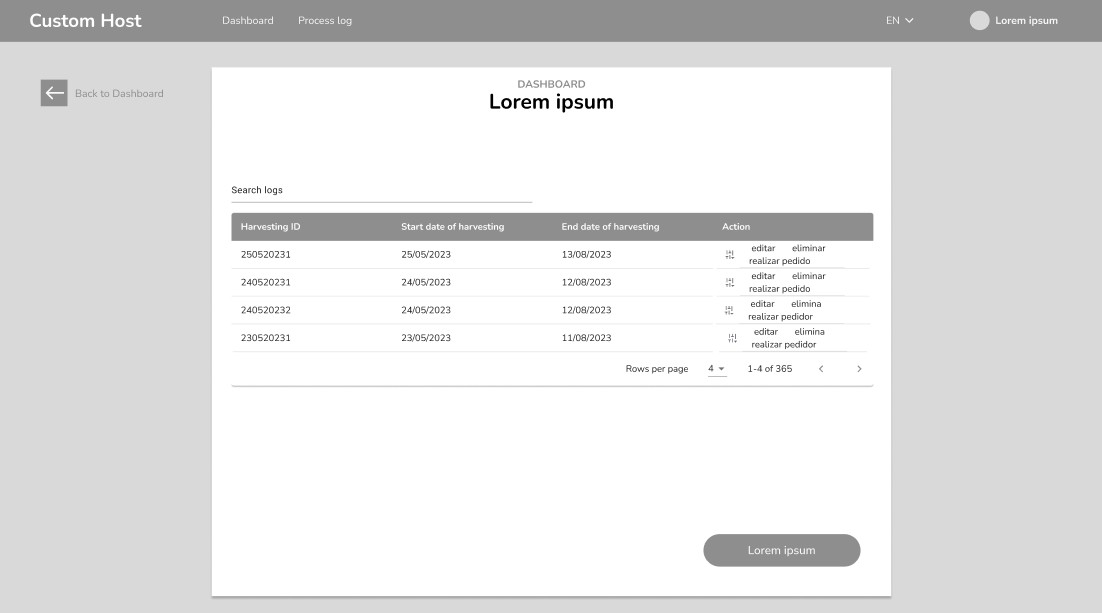 Custom Host Dashboard Process log EN Lorem ipsum
Back to Dashboard
DASHBOARD
Lorem ipsum
Search logs
Harvesting ID Start date of harvesting End date of harvesting Action
250520231 25/05/2023 13/08/2023 editar eliminar
realizar pedido
240520231 24/05/2023 12/08/2023 editar eliminar
realizar pedido
240520232 24/05/2023 12/08/2023 editar elimina
realizar pedidor
230520231 23/05/2023 11/08/2023 editar elimina
realizar pedidor
Rows per page 4 1-4 of 365
Lorem ipsum